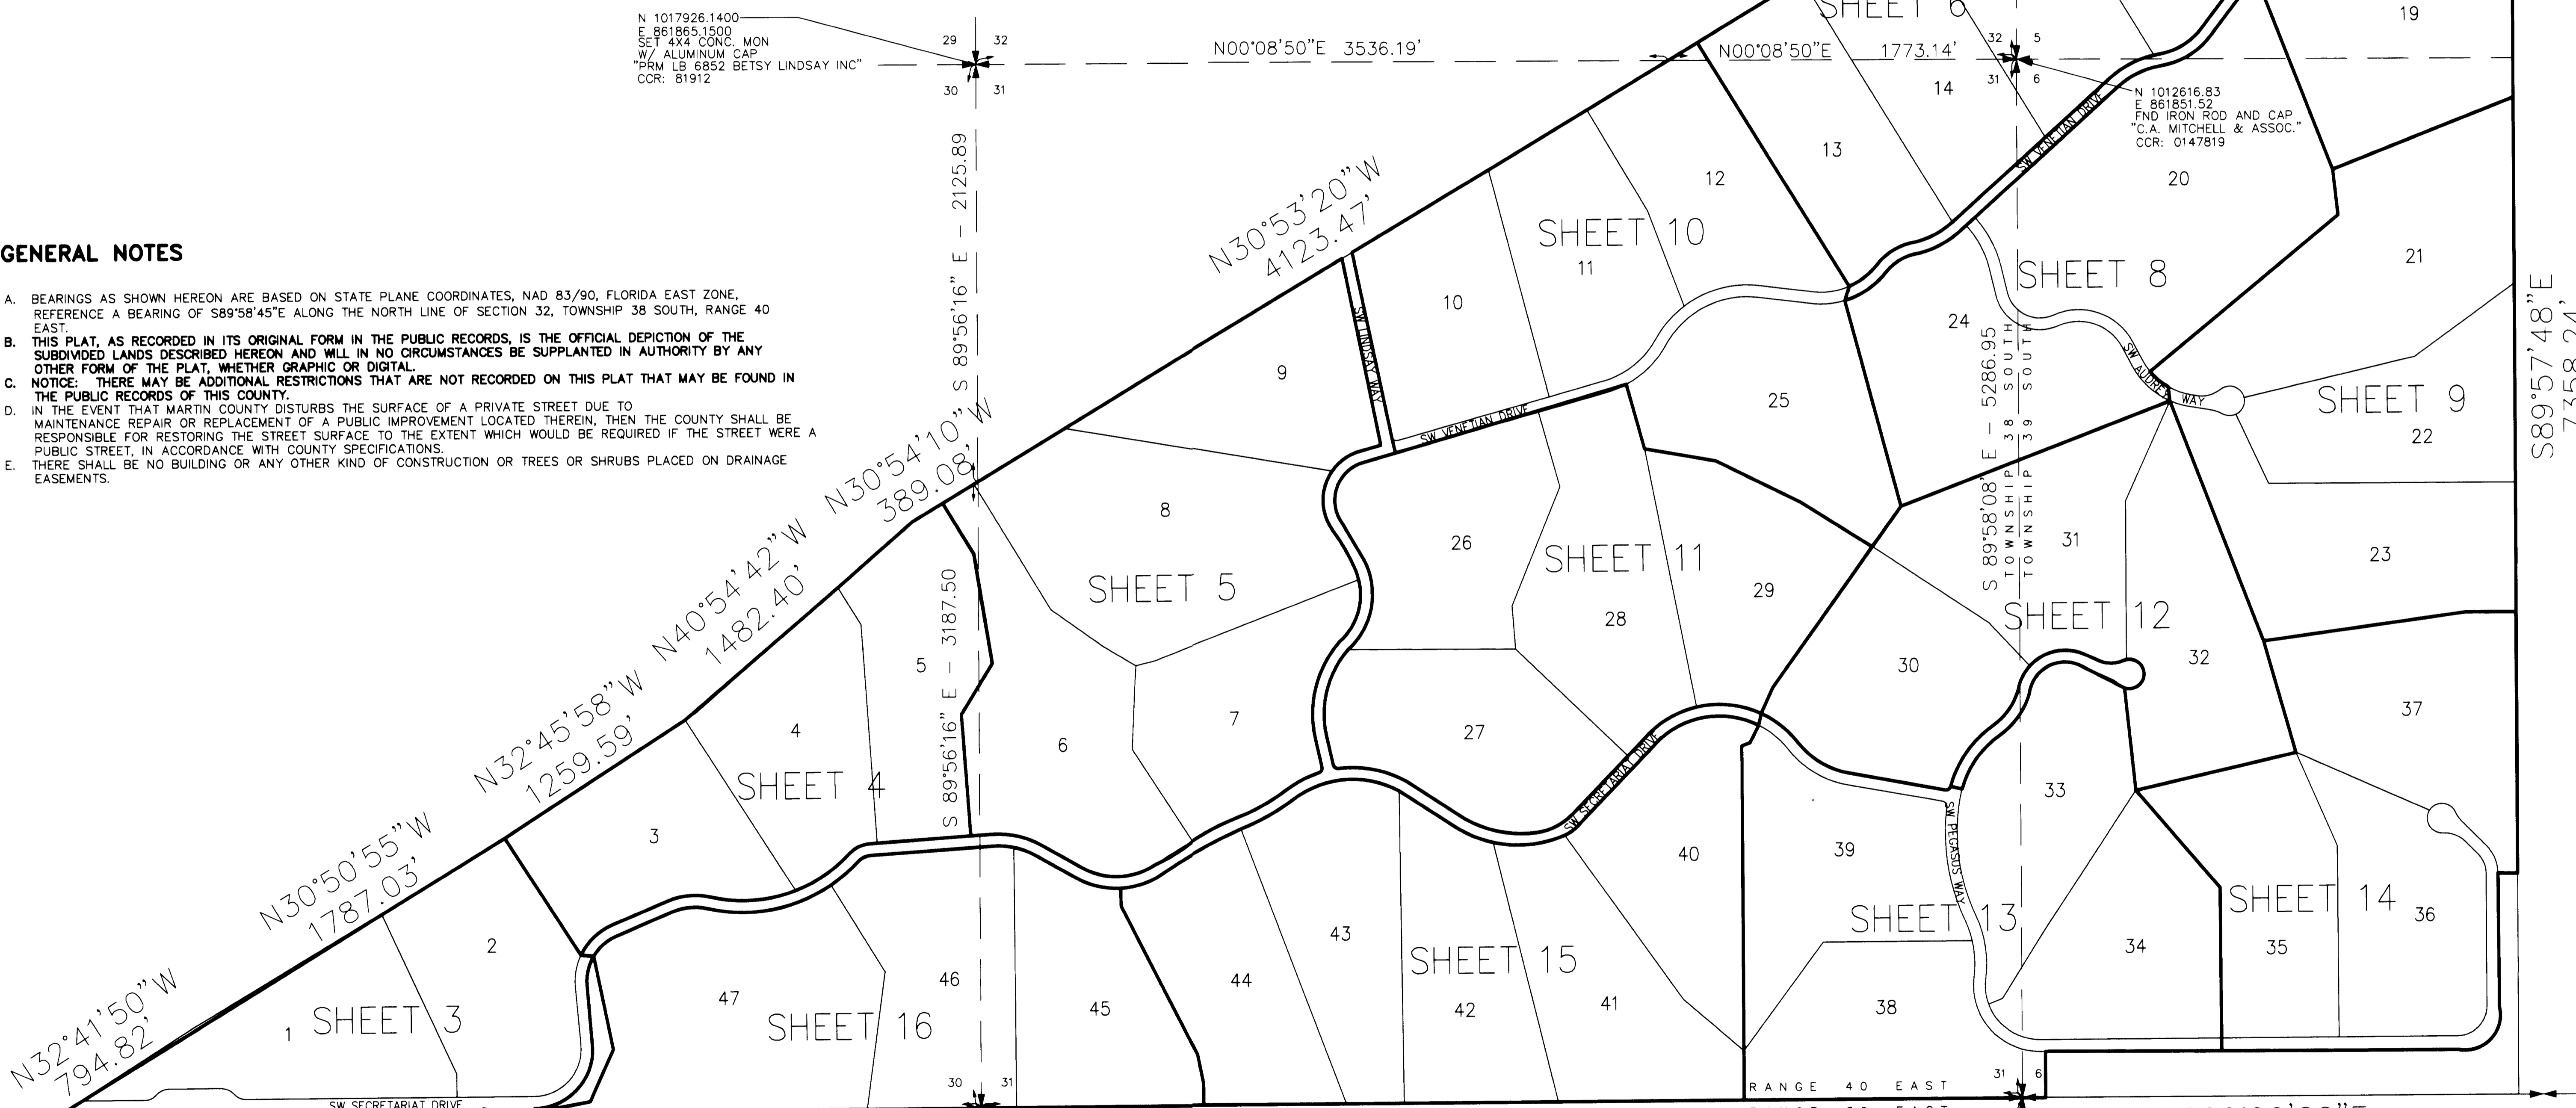 N 1017926.1400
E 861865.1500
SET 4X4 CONC. MON
W/ ALUMINUM CAP
"PRM LB 6852 BETSY LINDSAY INC"
CCR: 81912
29 32
30 31
N00°08'50"E 3536.19'
N00°08'50"E 1773.14'
SHEET 6
32 5
31 6
19
N 1012616.83
E 861851.52
FND IRON ROD AND CAP
"C.A. MITCHELL & ASSOC."
CCR: 0147819
14
13
12
SW VENETIAN DRIVE
20
21
S 89°56'16" E - 2125.89
N30°53'20"W
4123.47'
SHEET 10
11
10
SHEET 8
24
GENERAL NOTES
A. BEARINGS AS SHOWN HEREON ARE BASED ON STATE PLANE COORDINATES, NAD 83/90, FLORIDA EAST ZONE,
REFERENCE A BEARING OF S89°58'45"E ALONG THE NORTH LINE OF SECTION 32, TOWNSHIP 38 SOUTH, RANGE 40
EAST.
B. THIS PLAT, AS RECORDED IN ITS ORIGINAL FORM IN THE PUBLIC RECORDS, IS THE OFFICIAL DEPICTION OF THE
SUBDIVIDED LANDS DESCRIBED HEREON AND WILL IN NO CIRCUMSTANCES BE SUPPLANTED IN AUTHORITY BY ANY
OTHER FORM OF THE PLAT, WHETHER GRAPHIC OR DIGITAL.
C. NOTICE: THERE MAY BE ADDITIONAL RESTRICTIONS THAT ARE NOT RECORDED ON THIS PLAT THAT MAY BE FOUND IN
THE PUBLIC RECORDS OF THIS COUNTY.
D. IN THE EVENT THAT MARTIN COUNTY DISTURBS THE SURFACE OF A PRIVATE STREET DUE TO
MAINTENANCE REPAIR OR REPLACEMENT OF A PUBLIC IMPROVEMENT LOCATED THEREIN, THEN THE COUNTY SHALL BE
RESPONSIBLE FOR RESTORING THE STREET SURFACE TO THE EXTENT WHICH WOULD BE REQUIRED IF THE STREET WERE A
PUBLIC STREET, IN ACCORDANCE WITH COUNTY SPECIFICATIONS.
E. THERE SHALL BE NO BUILDING OR ANY OTHER KIND OF CONSTRUCTION OR TREES OR SHRUBS PLACED ON DRAINAGE
EASEMENTS.
SW LINDSAY WAY
9
25
SW VENETIAN DRIVE
SW AUDREY WAY
SHEET 9
22
S89°57'48"E
7358.24'
S 89°58'08" E - 5286.95
TOWNSHIP 38 SOUTH
TOWNSHIP 39 SOUTH
N30°54'10"W
389.08'
8
SHEET 5
26
SHEET 11
28
29
31
23
SHEET 12
30
32
N40°54'42"W
1482.40'
5
S 89°56'16" E - 3187.50
6
7
27
37
N32°45'58"W
1259.59'
4
SHEET 4
3
SW SECRETARIAT DRIVE
33
SW PEGASUS WAY
40
39
SHEET 13
SHEET 14
36
N30°50'55"W
1787.03'
2
43
44
SHEET 15
42
41
34
35
38
N32°41'50"W
794.82'
1
SHEET 3
47
46
SHEET 16
45
30 31
31 6
RANGE 40 EAST
SW SECRETARIAT DRIVE